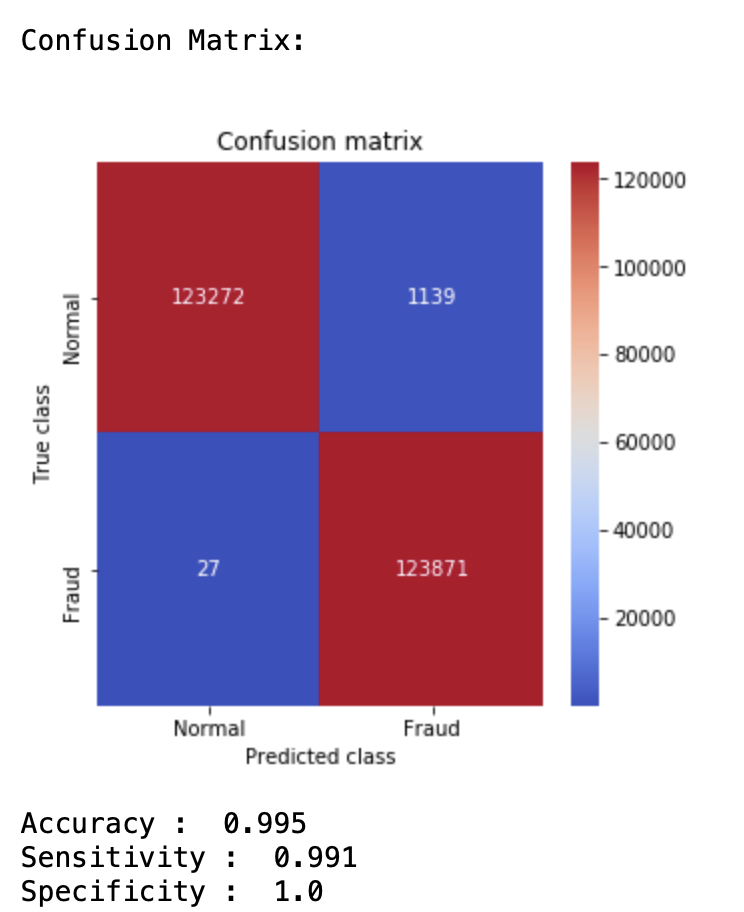 Confusion Matrix:
Confusion matrix
120000
100000
80000
60000
40000
20000
123272
1139
27
123871
Normal
Fraud
True class
Normal
Fraud
Predicted class
Accuracy :  0.995
Sensitivity :  0.991
Specificity :  1.0